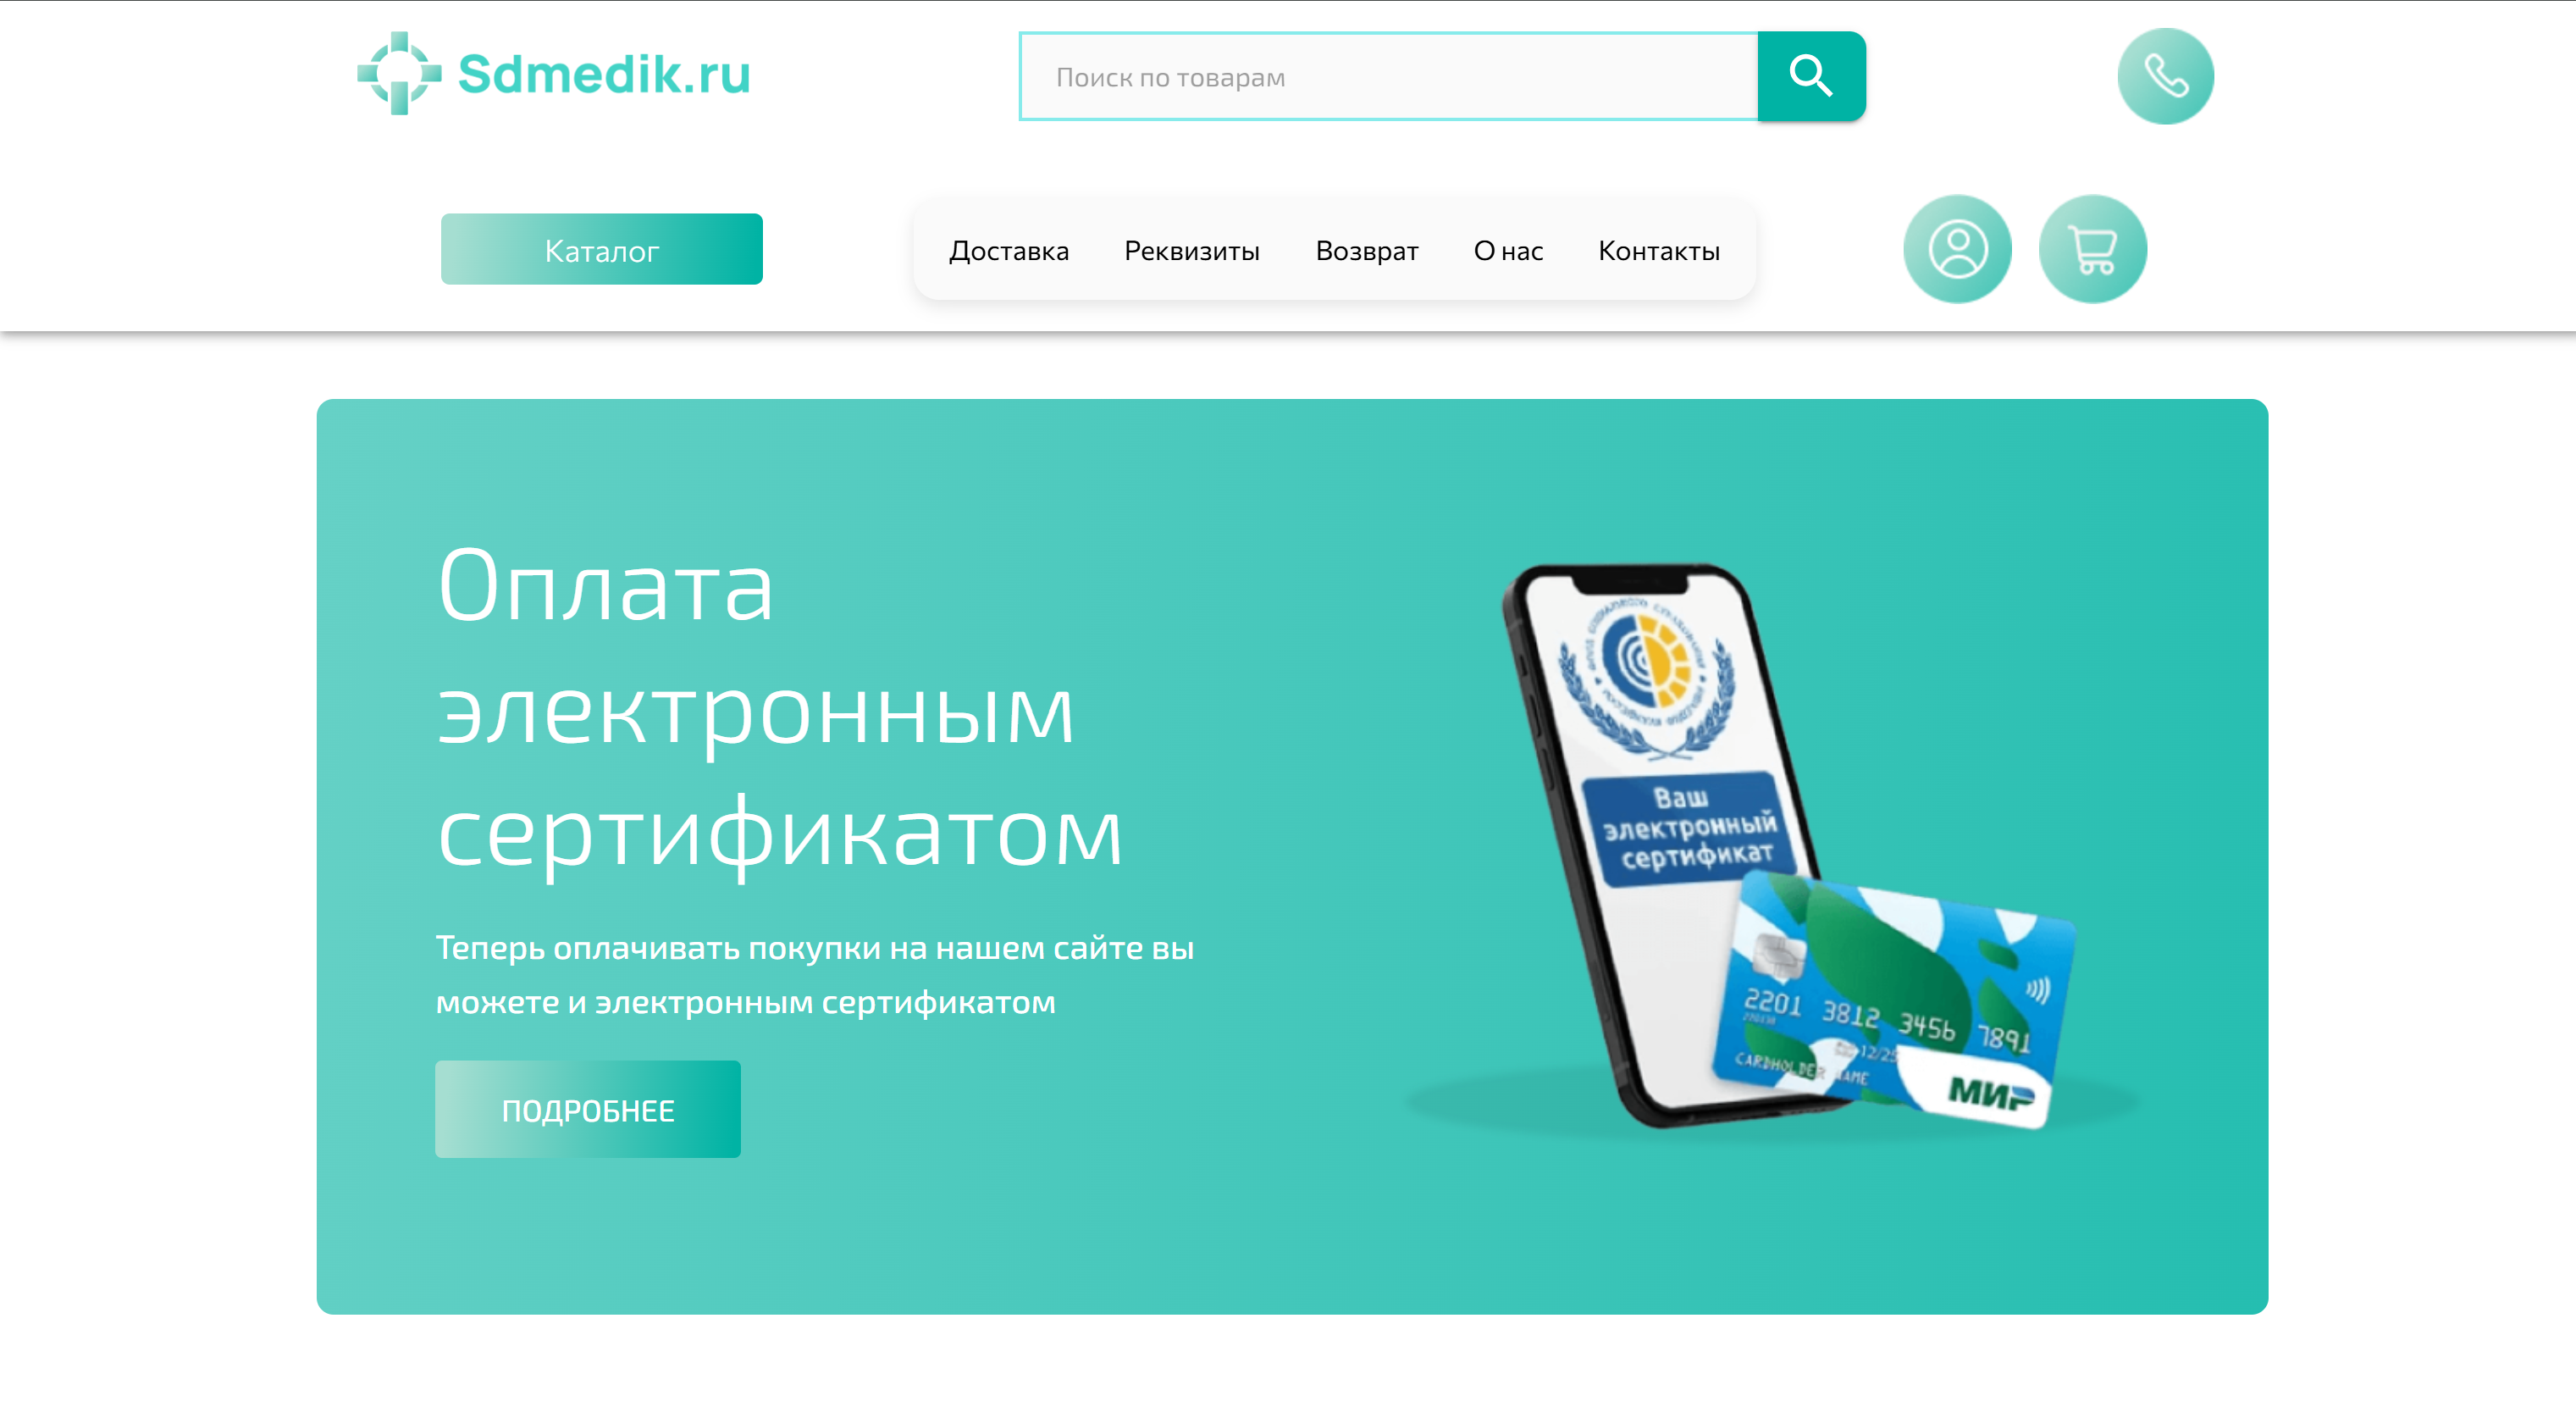 Sdmedik.ru
Поиск по товарам
Каталог
Доставка Реквизиты Возврат О нас Контакты
Оплата
электронным
сертификатом
Теперь оплачивать покупки на нашем сайте вы
можете и электронным сертификатом
ПОДРОБНЕЕ
Ваш
электронный
сертификат
2201 3812 3456 7891
12/25
CARDHOLDER NAME
МИР